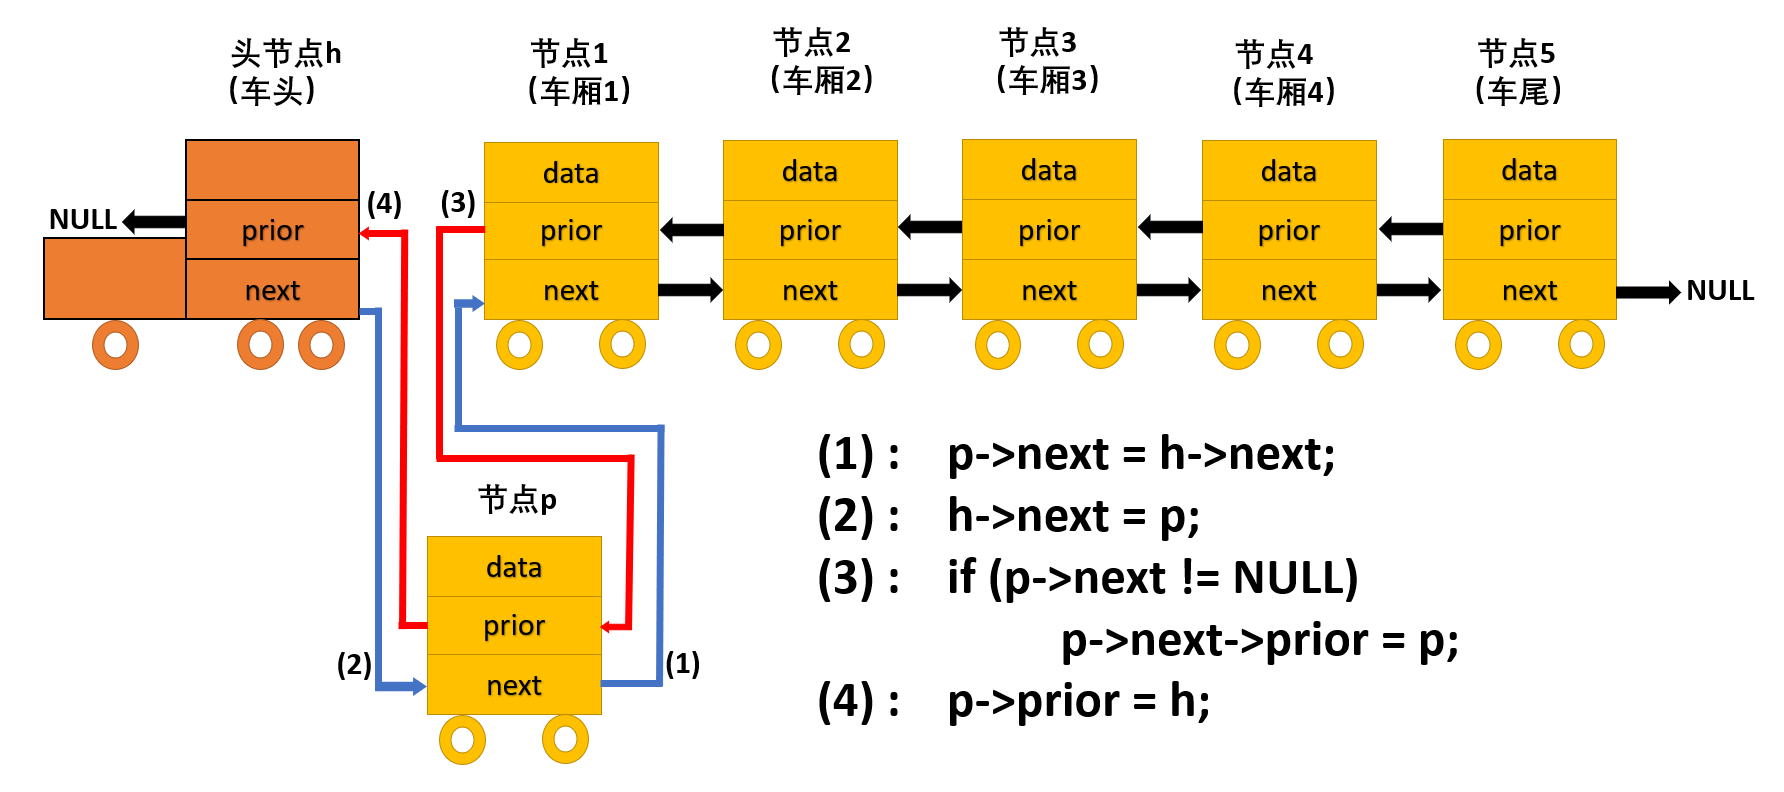 头节点h
(车头)
节点1
(车厢1)
节点2
(车厢2)
节点3
(车厢3)
节点4
(车厢4)
节点5
(车尾)
NULL
prior
next
(4)
(3)
data
prior
next
data
prior
next
data
prior
next
data
prior
next
data
prior
next
NULL
节点p
data
prior
next
(2)
(1)
(1) : p->next = h->next;
(2) : h->next = p;
(3) : if (p->next != NULL)
p->next->prior = p;
(4) : p->prior = h;